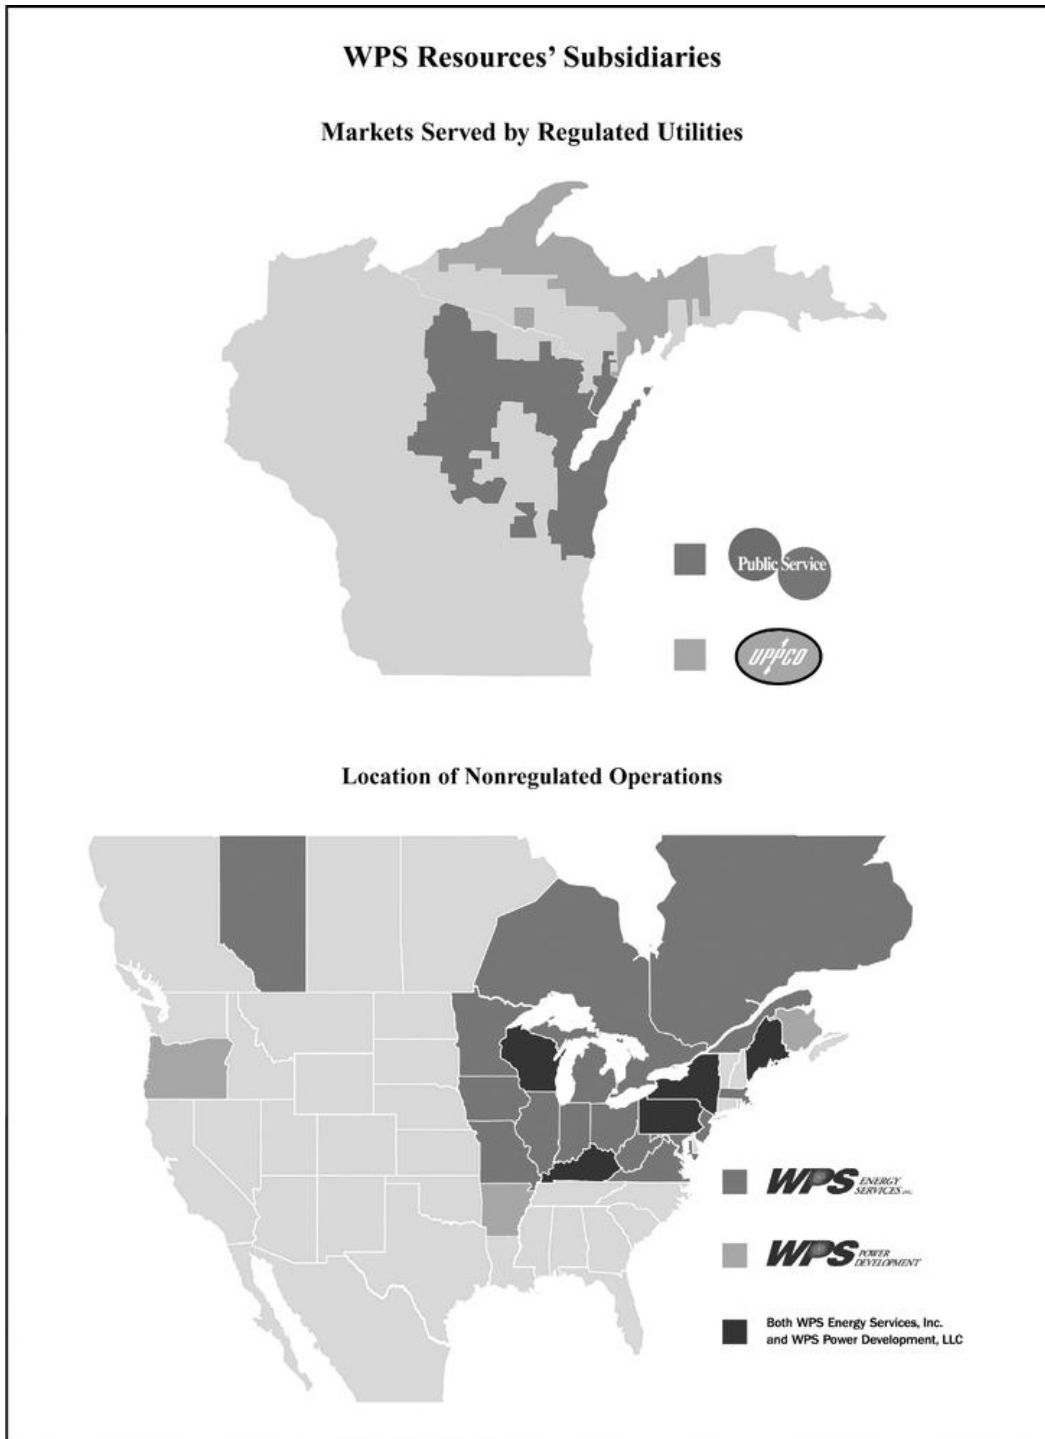 WPS Resources’ Subsidiaries
Markets Served by Regulated Utilities
Public Service
UPPCO
Location of Nonregulated Operations
WPS ENERGY
SERVICES INC.
WPS POWER
DEVELOPMENT
Both WPS Energy Services, Inc.
and WPS Power Development, LLC